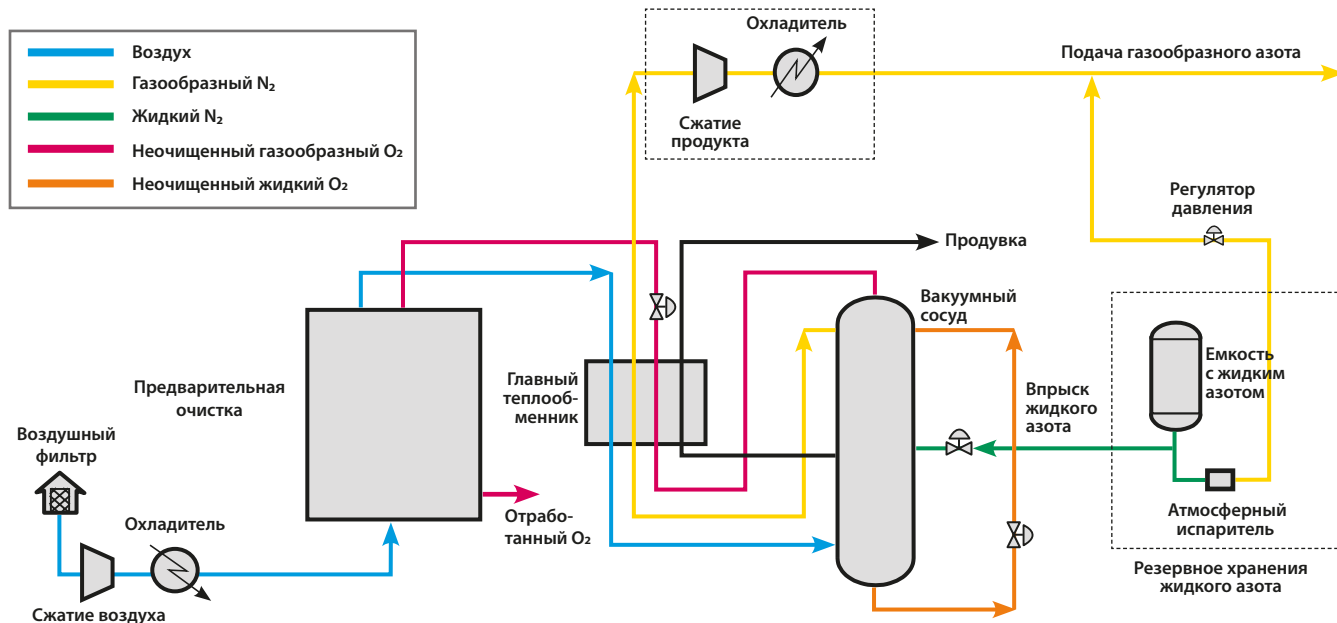 Воздух
Газообразный N₂
Жидкий N₂
Неочищенный газообразный O₂
Неочищенный жидкий O₂
Охладитель
Сжатие
продукта
Подача газообразного азота
Регулятор
давления
Продувка
Вакуумный
сосуд
Емкость
с жидким
азотом
Впрыск
жидкого
азота
Главный
теплооб-
менник
Предварительная
очистка
Воздушный
фильтр
Охладитель
Сжатие воздуха
Отрабо-
танный O₂
Атмосферный
испаритель
Резервное хранения
жидкого азота